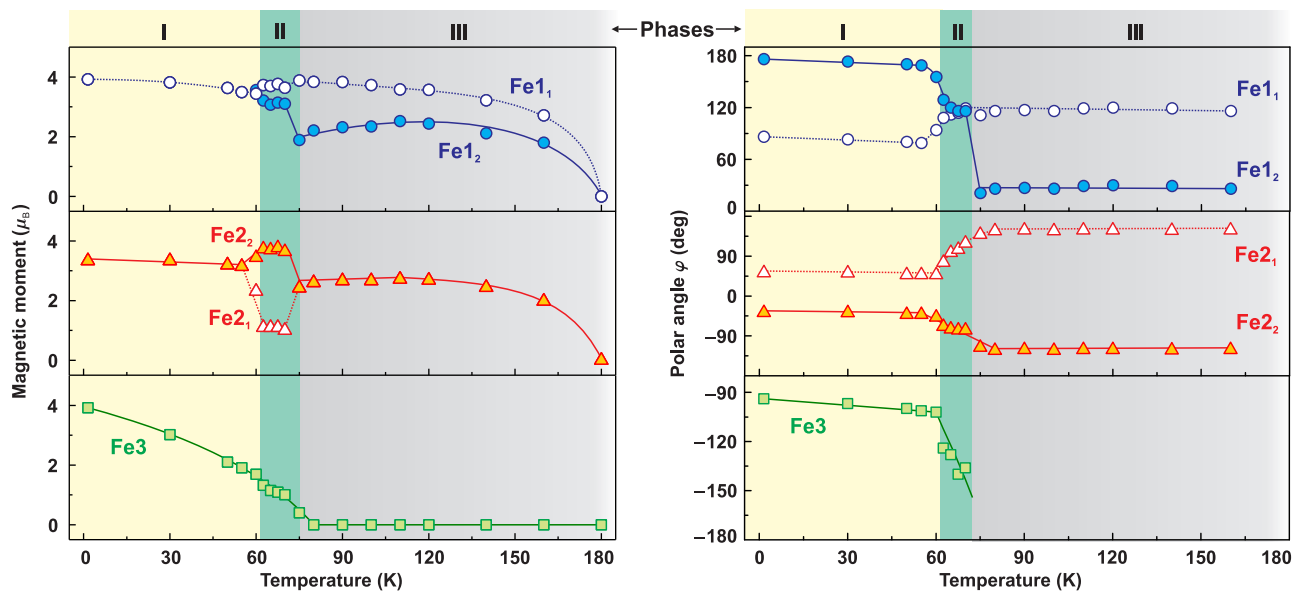 I II III Phases I II III
Magnetic moment (μB)
4
2
0
Fe1₁
Fe1₂
4
2
0
Fe2₂
Fe2₁
4
2
0
Fe3
0 30 60 90 120 150 180
Temperature (K)
Polar angle φ (deg)
180
120
60
0
Fe1₁
Fe1₂
90
0
−90
Fe2₁
Fe2₂
−90
−120
−150
−180
Fe3
0 30 60 90 120 150 180
Temperature (K)